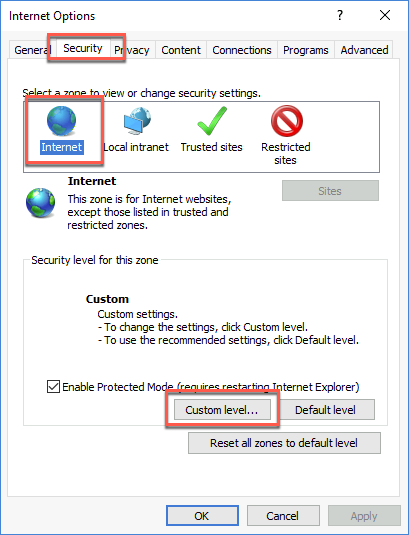 Internet Options
?
General Security Privacy Content Connections Programs Advanced
Select a zone to view or change security settings.
Internet Local intranet Trusted sites Restricted
sites
Internet
This zone is for Internet websites,
except those listed in trusted and
restricted zones.
Sites
Security level for this zone
Custom
Custom settings.
- To change the settings, click Custom level.
- To use the recommended settings, click Default level.
Enable Protected Mode (requires restarting Internet Explorer)
Custom level... Default level
Reset all zones to default level
OK Cancel Apply